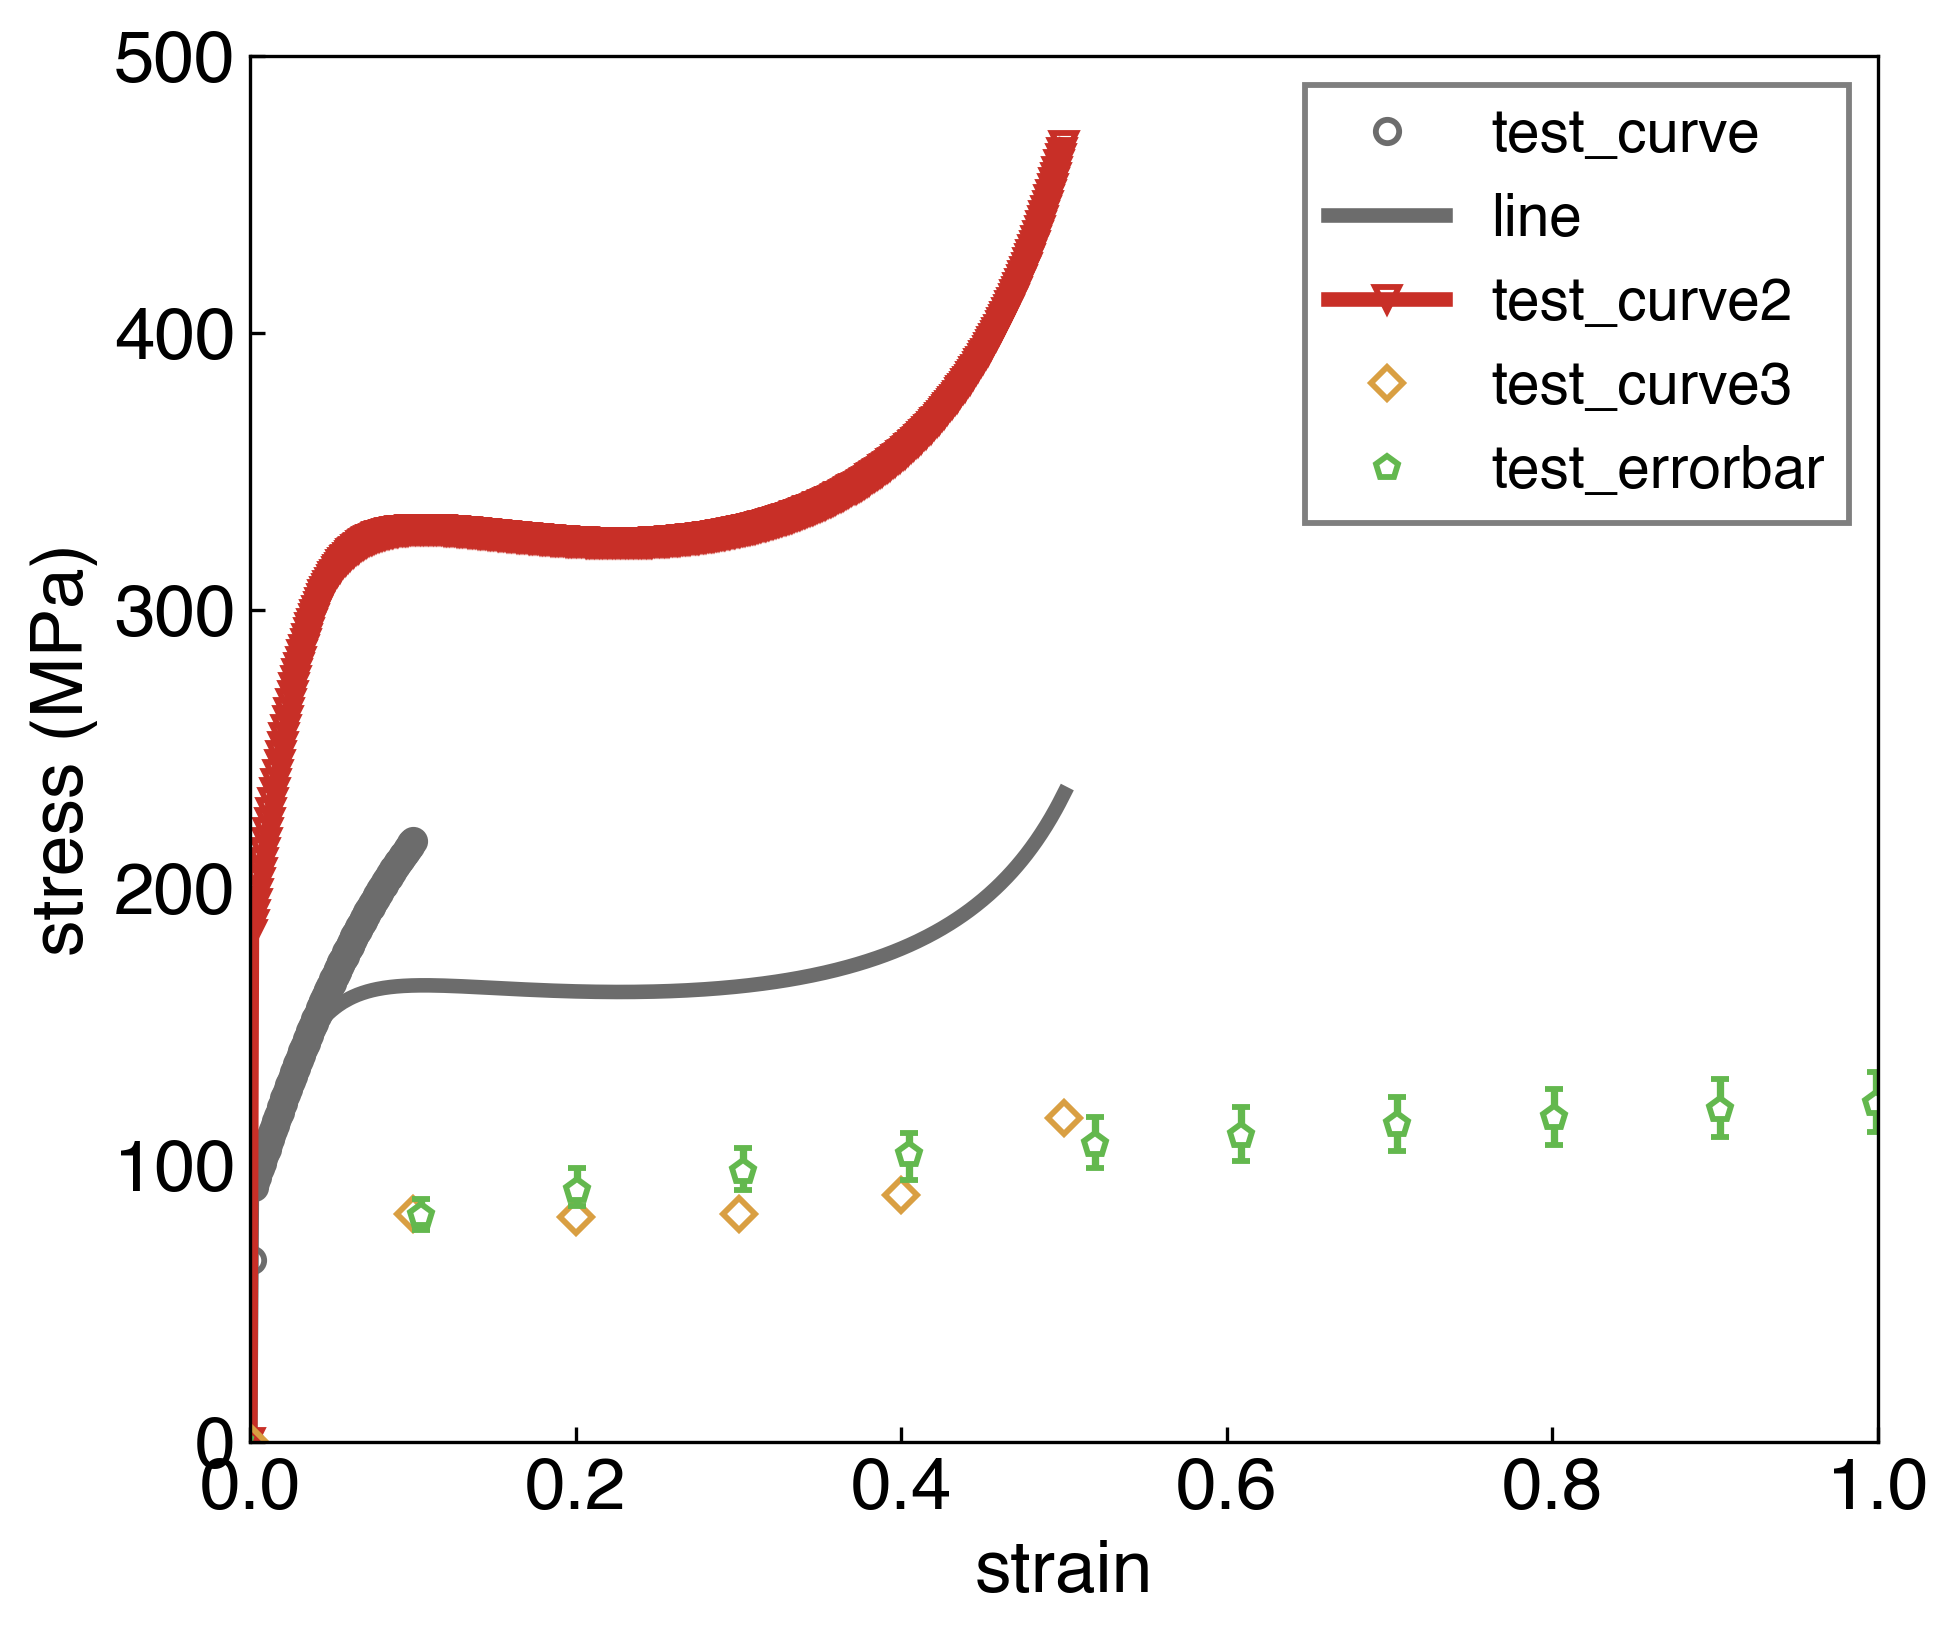 500
400
300
200
100
0
0.0 0.2 0.4 0.6 0.8 1.0
strain
stress (MPa)
test_curve
line
test_curve2
test_curve3
test_errorbar